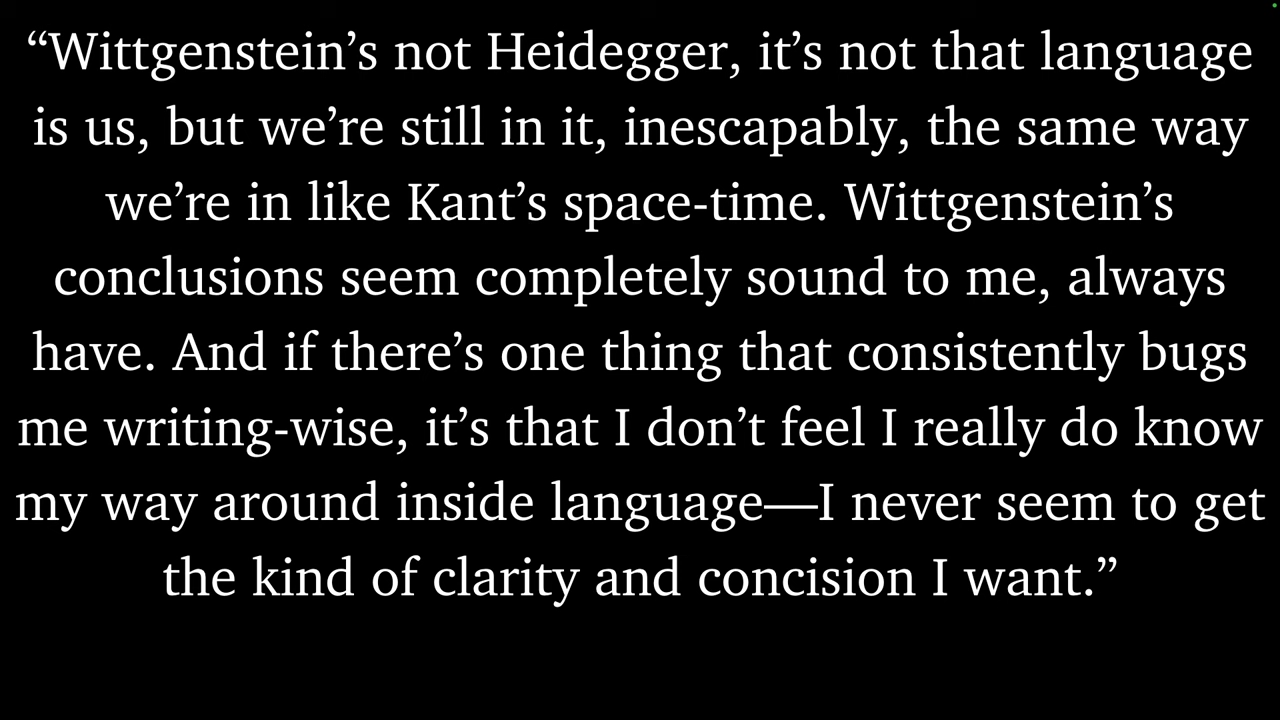 “Wittgenstein’s not Heidegger, it’s not that language
is us, but we’re still in it, inescapably, the same way
we’re in like Kant’s space-time. Wittgenstein’s
conclusions seem completely sound to me, always
have. And if there’s one thing that consistently bugs
me writing-wise, it’s that I don’t feel I really do know
my way around inside language—I never seem to get
the kind of clarity and concision I want.”